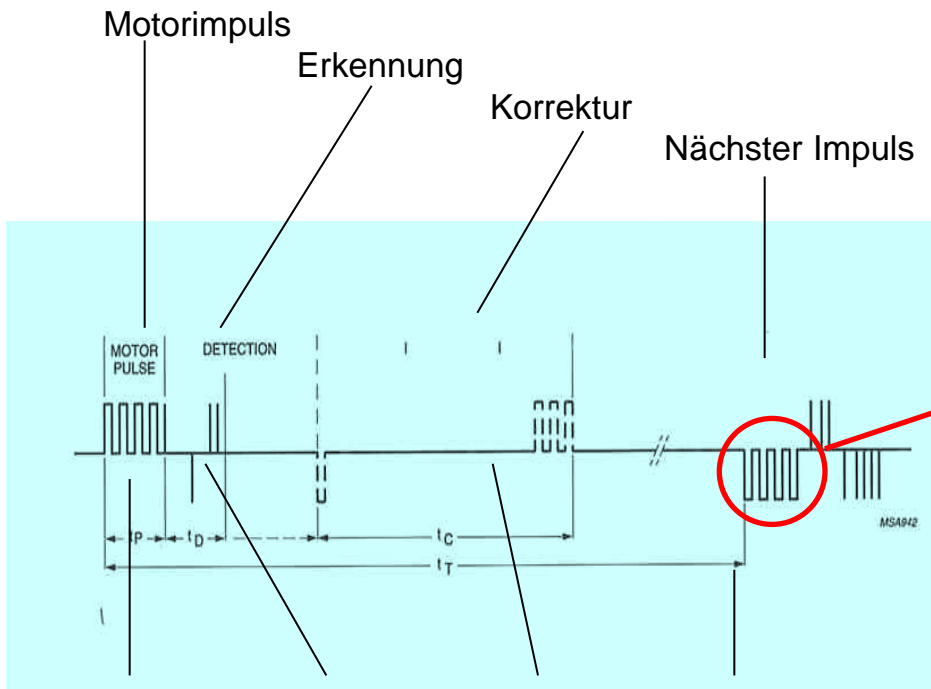 Motorimpuls
Erkennung
Korrektur
Nächster Impuls
MOTOR
PULSE
DETECTION
tP
tD
tC
tT
MSA942